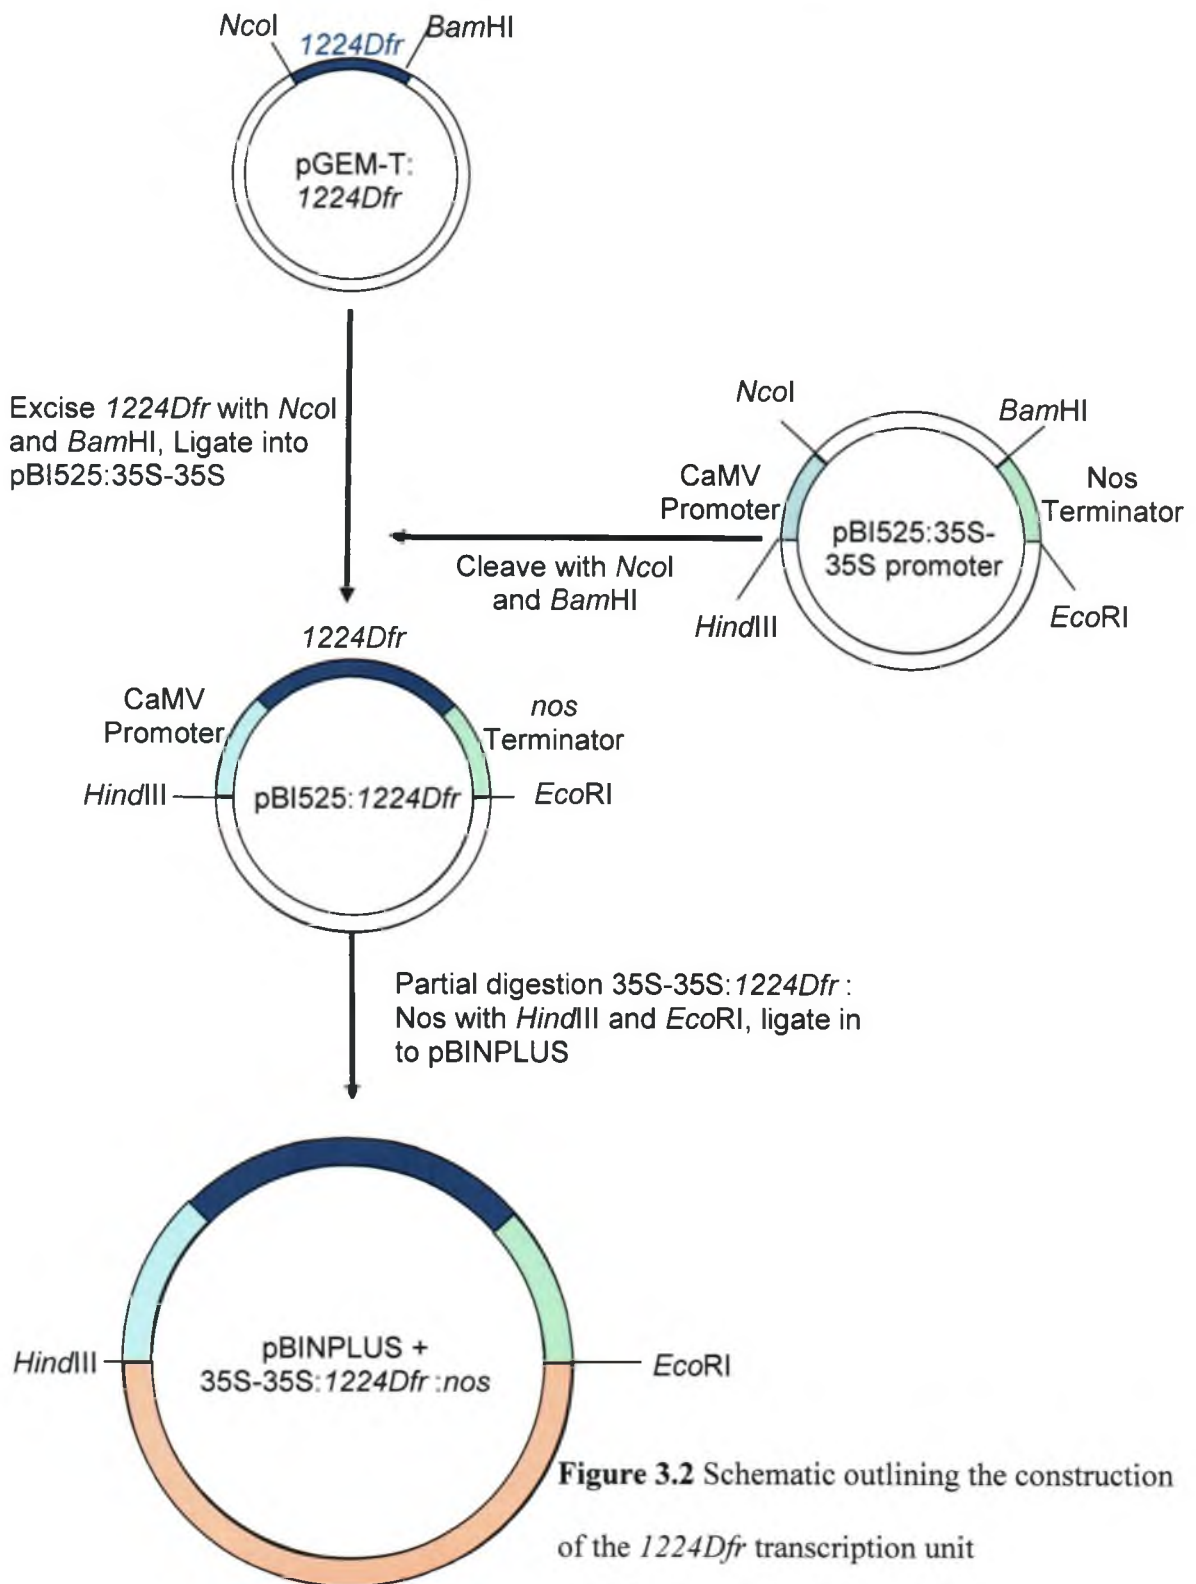 NcoI
1224Dfr
BamHI
pGEM-T:
1224Dfr
Excise 1224Dfr with NcoI
and BamHI, Ligate into
pBI525:35S-35S
NcoI
BamHI
CaMV
Promoter
Nos
Terminator
pBI525:35S-
35S promoter
HindIII
EcoRI
Cleave with NcoI
and BamHI
1224Dfr
CaMV
Promoter
nos
Terminator
HindIII
pBI525:1224Dfr
EcoRI
Partial digestion 35S-35S:1224Dfr :
Nos with HindIII and EcoRI, ligate in
to pBINPLUS
HindIII
pBINPLUS +
35S-35S:1224Dfr :nos
EcoRI
Figure 3.2 Schematic outlining the construction
of the 1224Dfr transcription unit